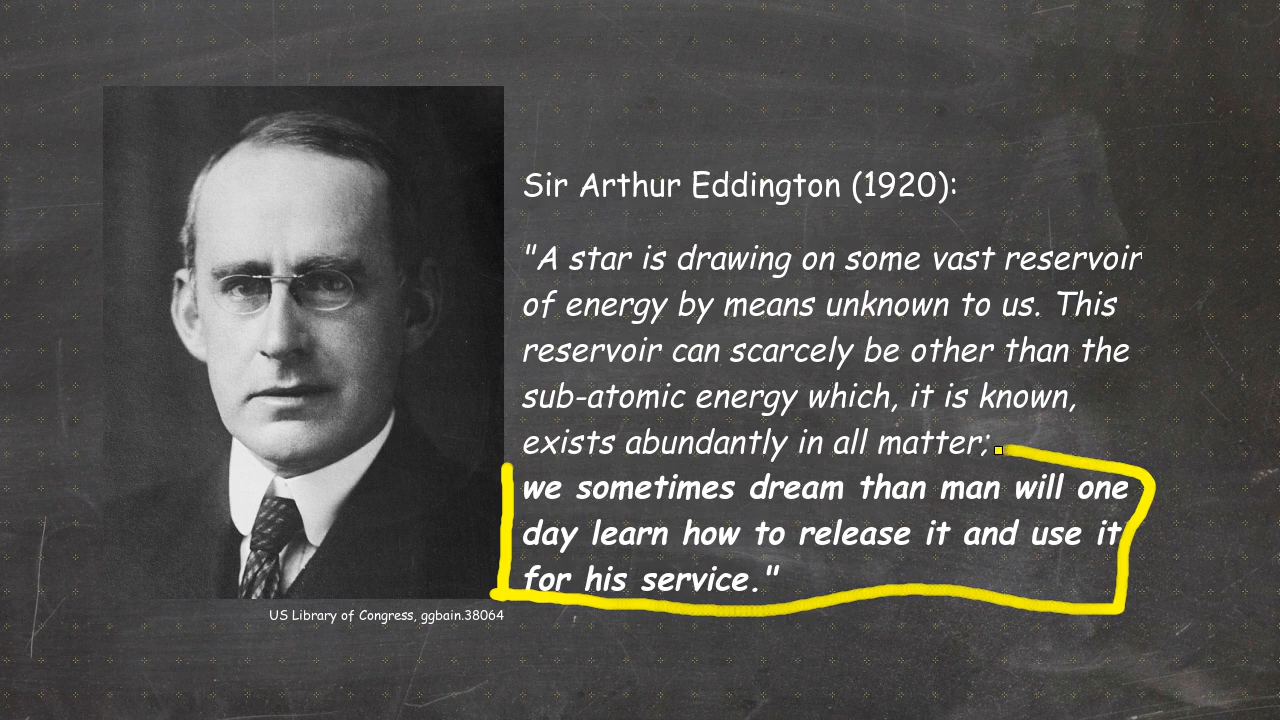 Sir Arthur Eddington (1920):
"A star is drawing on some vast reservoir
of energy by means unknown to us. This
reservoir can scarcely be other than the
sub-atomic energy which, it is known,
exists abundantly in all matter;
we sometimes dream than man will one
day learn how to release it and use it
for his service."
US Library of Congress, ggbain.38064